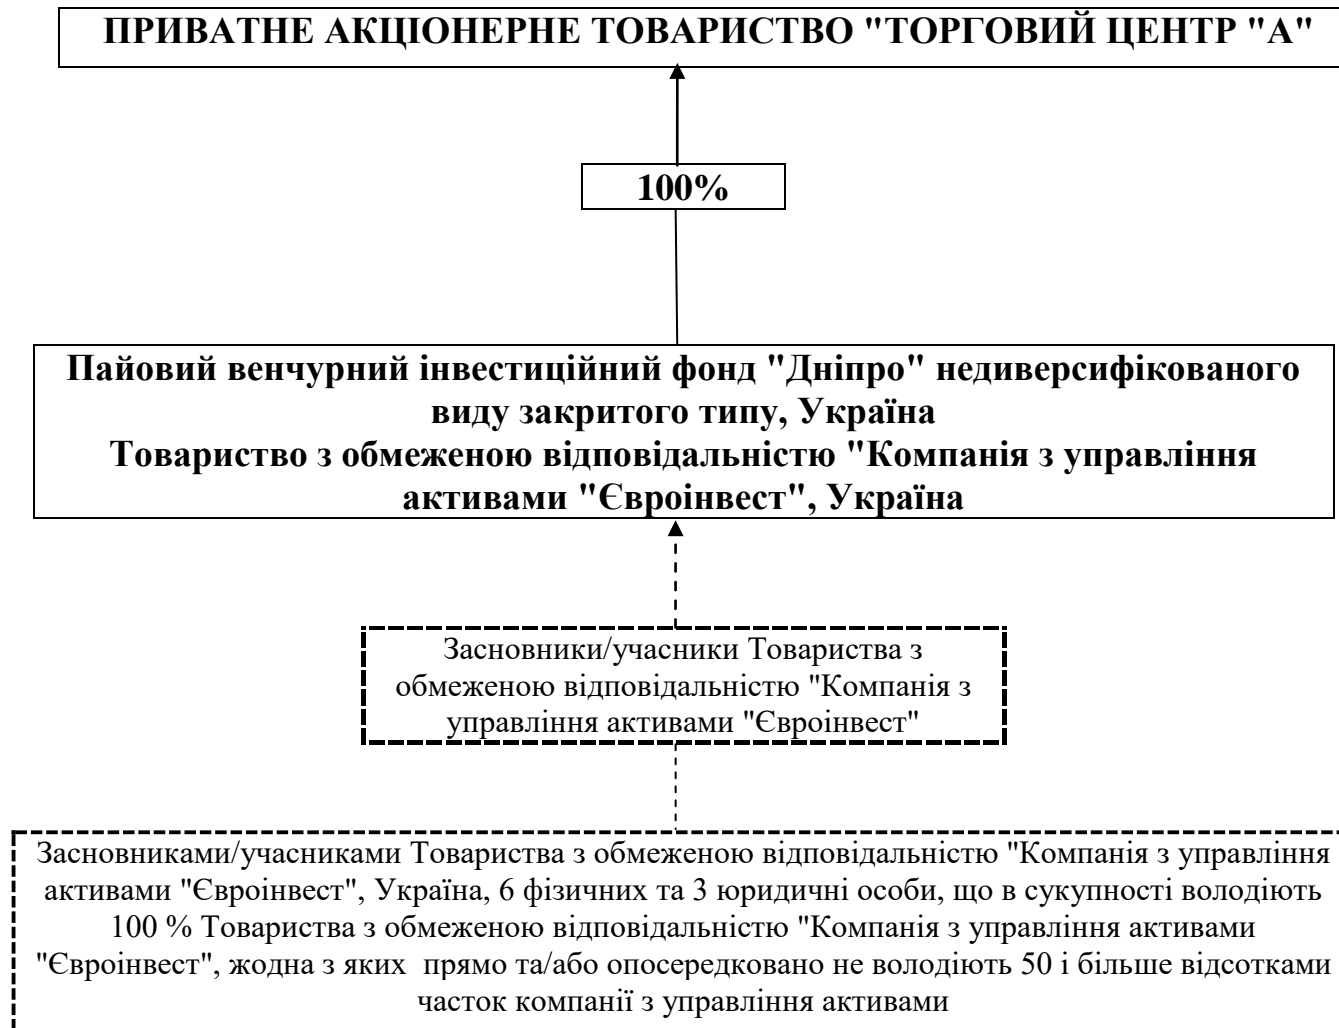 ПРИВАТНЕ АКЦІОНЕРНЕ ТОВАРИСТВО "ТОРГОВИЙ ЦЕНТР "А"
100%
Пайовий венчурний інвестиційний фонд "Дніпро" недиверсифікованого
виду закритого типу, Україна
Товариство з обмеженою відповідальністю "Компанія з управління
активами "Євроінвест", Україна
Засновники/учасники Товариства з
обмеженою відповідальністю "Компанія з
управління активами "Євроінвест"
Засновниками/учасниками Товариства з обмеженою відповідальністю "Компанія з управління
активами "Євроінвест", Україна, 6 фізичних та 3 юридичні особи, що в сукупності володіють
100 % Товариства з обмеженою відповідальністю "Компанія з управління активами
"Євроінвест", жодна з яких прямо та/або опосередковано не володіють 50 і більше відсотками
часток компанії з управління активами